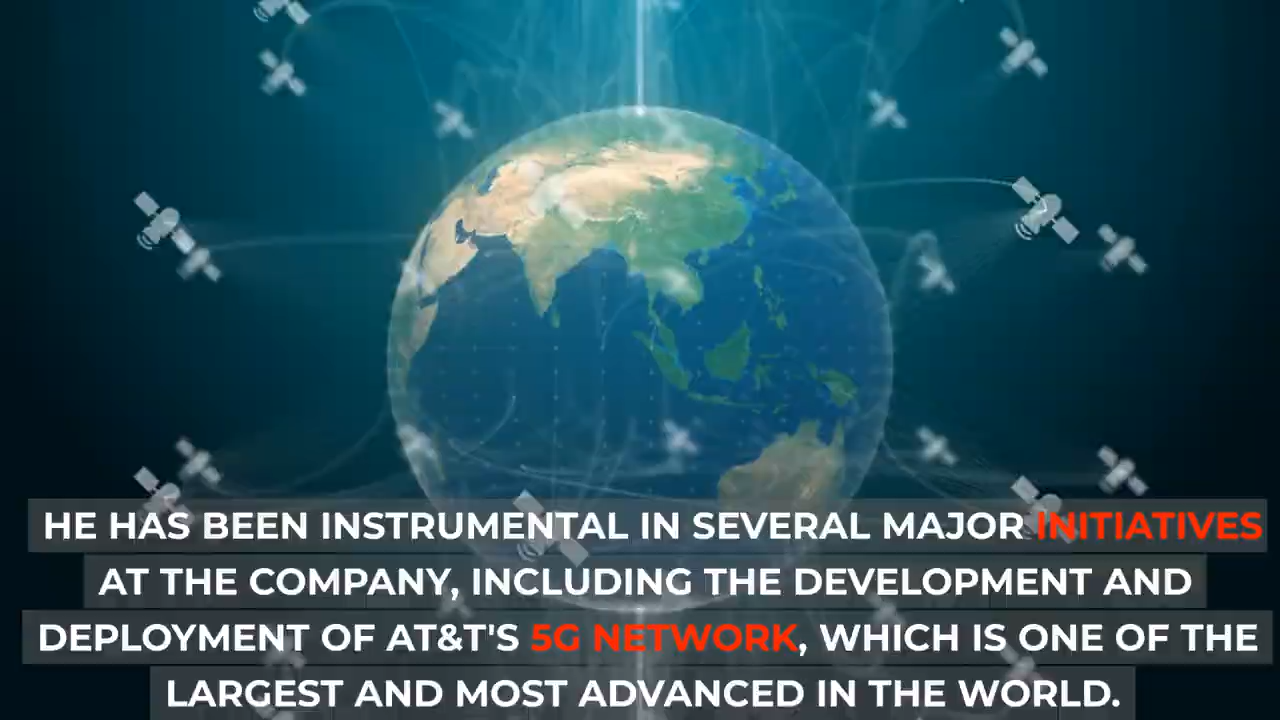 HE HAS BEEN INSTRUMENTAL IN SEVERAL MAJOR INITIATIVES
AT THE COMPANY, INCLUDING THE DEVELOPMENT AND
DEPLOYMENT OF AT&T'S 5G NETWORK, WHICH IS ONE OF THE
LARGEST AND MOST ADVANCED IN THE WORLD.